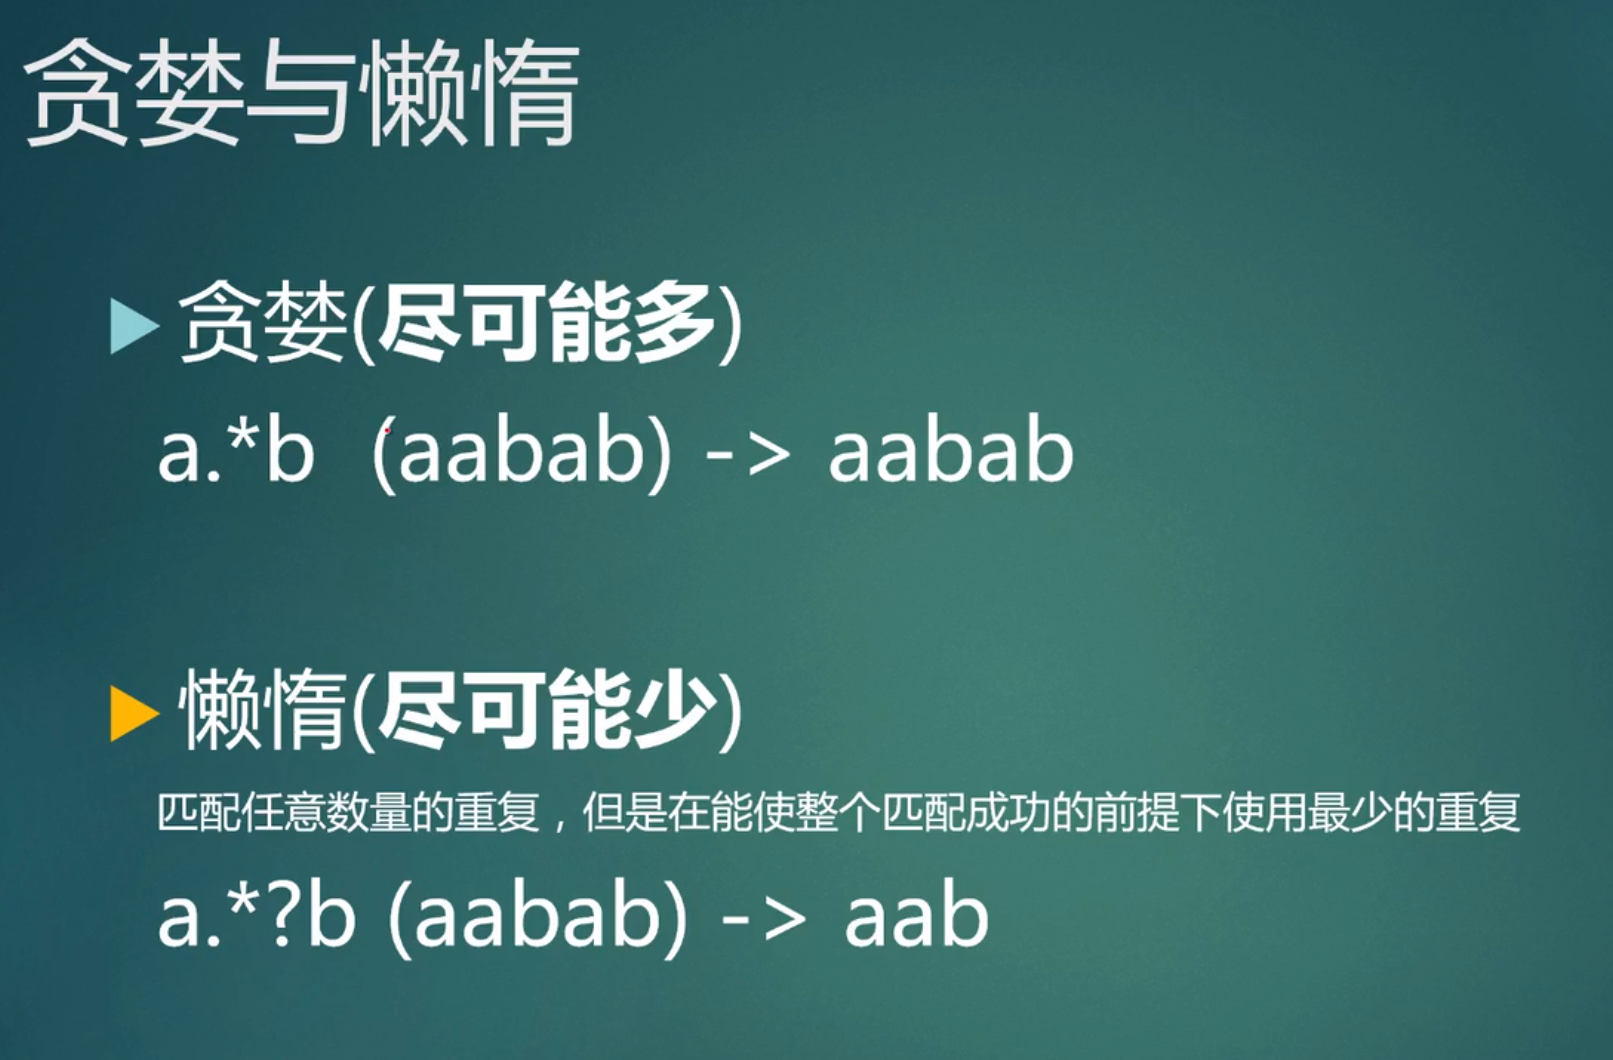 贪婪与懒惰
贪婪(尽可能多)
a.*b (aabab) -> aabab
懒惰(尽可能少)
匹配任意数量的重复，但是在能使整个匹配成功的前提下使用最少的重复
a.*?b (aabab) -> aab